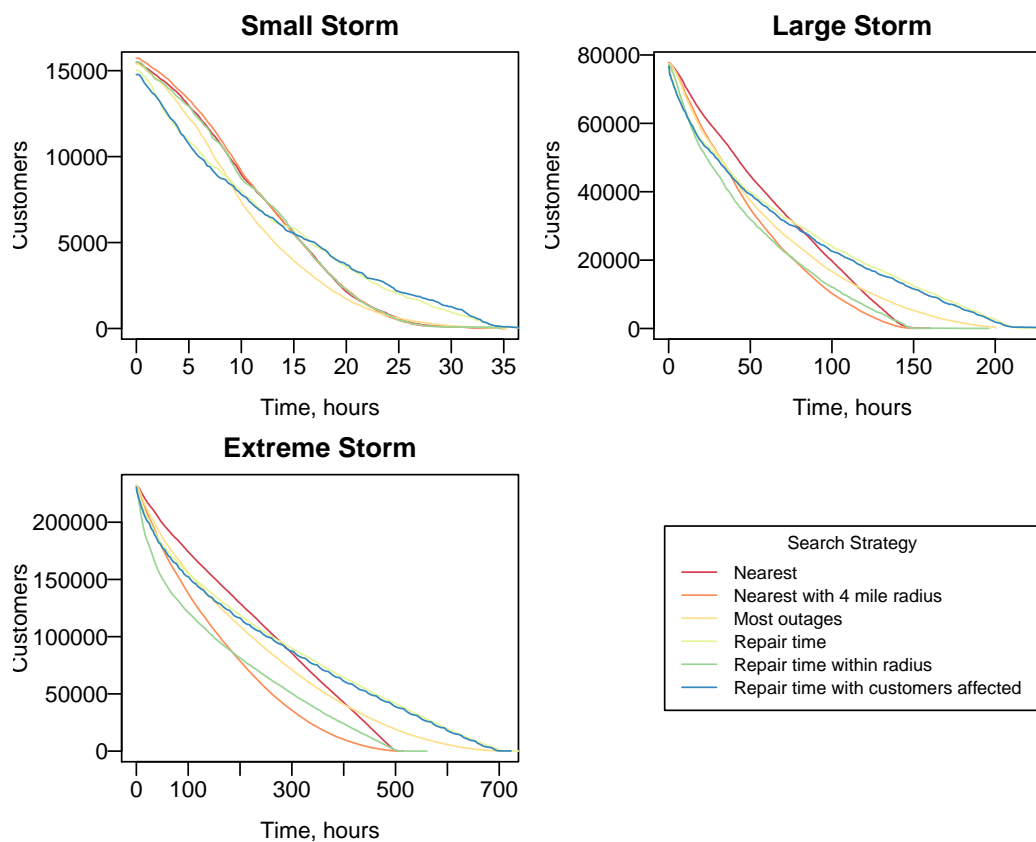 Small Storm
15000
10000
5000
0
Customers
0 5 10 15 20 25 30 35
Time, hours
Large Storm
80000
60000
40000
20000
0
Customers
0 50 100 150 200
Time, hours
Extreme Storm
200000
150000
100000
50000
0
Customers
0 100 300 500 700
Time, hours
Search Strategy
Nearest
Nearest with 4 mile radius
Most outages
Repair time
Repair time within radius
Repair time with customers affected